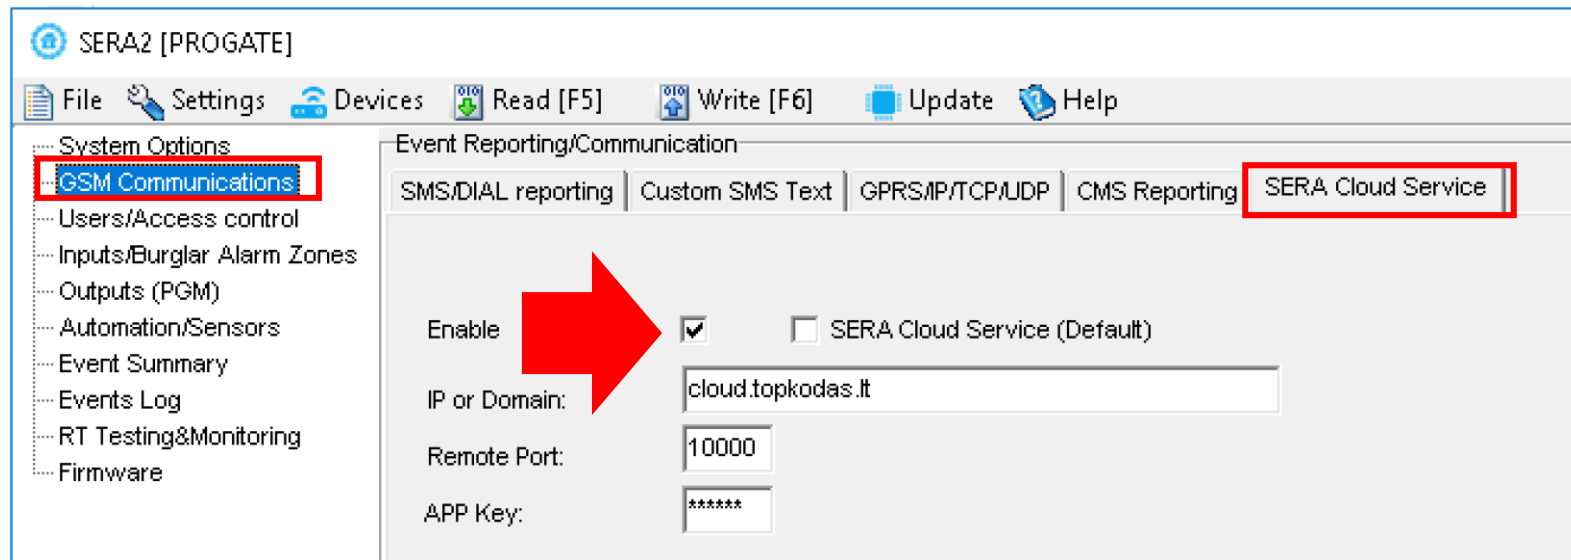 SERA2 [PROGATE]
File Settings Devices Read [F5] Write [F6] Update Help
System Options
GSM Communications
Users/Access control
Inputs/Burglar Alarm Zones
Outputs (PGM)
Automation/Sensors
Event Summary
Events Log
RT Testing&Monitoring
Firmware
Event Reporting/Communication
SMS/DIAL reporting Custom SMS Text GPRS/IP/TCP/UDP CMS Reporting SERA Cloud Service
Enable SERA Cloud Service (Default)
IP or Domain: cloud.topkodas.lt
Remote Port: 10000
APP Key: ******